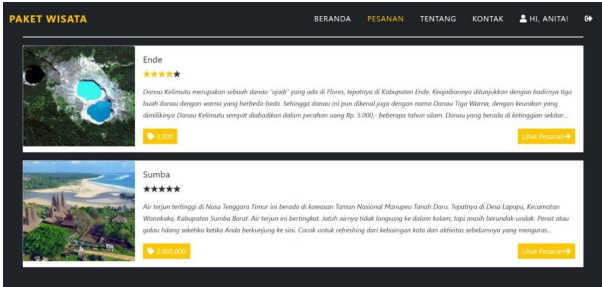 PAKET WISATA
BERANDA PESANAN TENTANG KONTAK HI, ANITA!
Ende
Danau Kelimutu merupakan sebuah danau "ajaib" yang ada di Flores, tepatnya di Kabupaten Ende. Keajaibannya ditunjukkan dengan hadirnya tiga
buah danau dengan warna yang berbeda-beda. Sehingga danau ini pun dikenal juga dengan nama Danau Tiga Warna, dengan keunikan yang
dimilikinya Danau Kelimutu sempat diabadikan dalam pecahan uang Rp. 5.000,- beberapa tahun silam. Danau yang berada di ketinggian sekitar...
3,000
Lihat Pesanan
Sumba
Air terjun tertinggi di Nusa Tenggara Timur ini berada di kawasan Taman Nasional Manupeu Tanah Daru. Tepatnya di Desa Lapopu, Kecamatan
Wanokaka, Kabupaten Sumba Barat. Air terjun ini bertingkat. Jatuh airnya tidak langsung ke dalam kolam, tapi masih berundak-undak. Penat atau
galau hilang seketika ketika Anda berkunjung ke sini. Cocok untuk refreshing dari kebisingan kota dan aktivitas sebelumnya yang menguras...
2,000,000
Lihat Pesanan